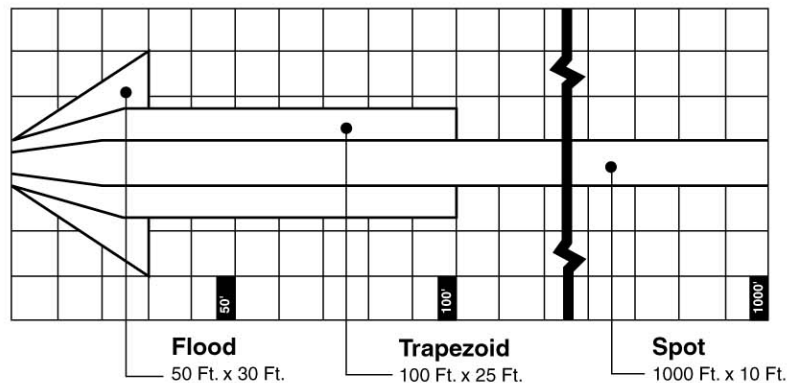 50'
100'
1000'
Flood
50 Ft. x 30 Ft.
Trapezoid
100 Ft. x 25 Ft.
Spot
1000 Ft. x 10 Ft.